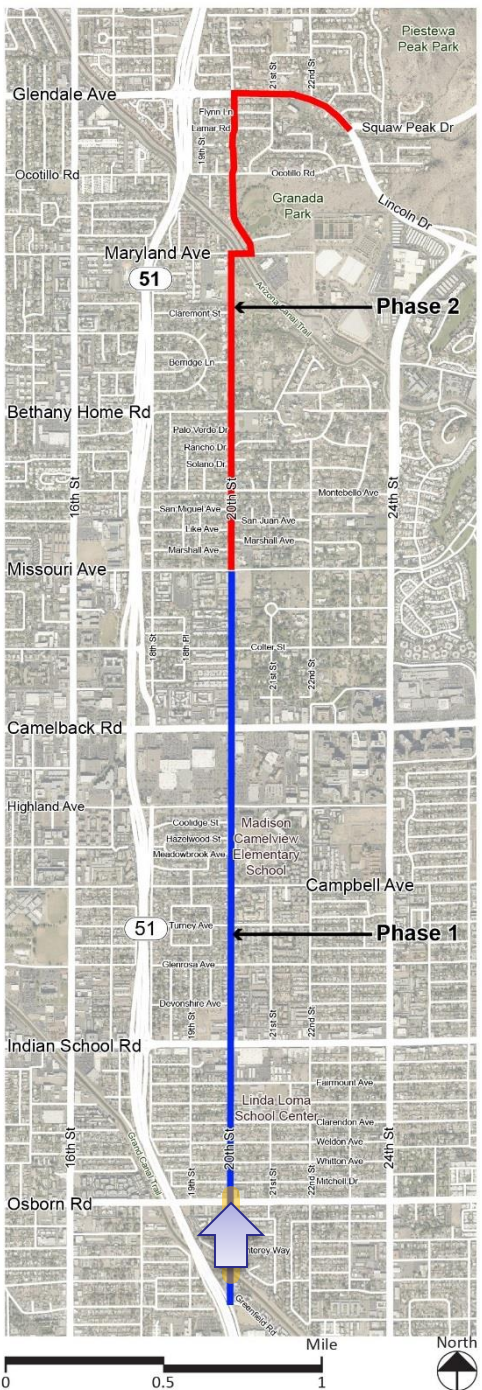 Piestewa
Peak Park
21st St
22nd St
Glendale Ave
Flynn Ln
Lamar Rd
Squaw Peak Dr
19th St
Ocotillo Rd
Ocotillo Rd
Granada
Park
Lincoln Dr
Maryland Ave
51
Arizona Canal Trail
Claremont St
Phase 2
Berridge Ln
Bethany Home Rd
Palo Verde Dr
Rancho Dr
Solano Dr
16th St
20th St
24th St
Montebello Ave
San Miguel Ave
San Juan Ave
Like Ave
Marshall Ave
Marshall Ave
Missouri Ave
18th St
18th Pl
Colter St
21st St
22nd St
Camelback Rd
Highland Ave
Coolidge St
Hazelwood St
Meadowbrook Ave
Madison
Camelview
Elementary
School
Campbell Ave
51
Turney Ave
Phase 1
Glenrosa Ave
Devonshire Ave
19th St
21st St
22nd St
Indian School Rd
Fairmount Ave
Linda Loma
School Center
Clarendon Ave
Weldon Ave
Whitton Ave
Mitchell Dr
16th St
Grand Canal Trail
19th St
20th St
21st St
22nd St
24th St
Osborn Rd
nterey Way
Greenfield Rd
Mile
North
0
0.5
1